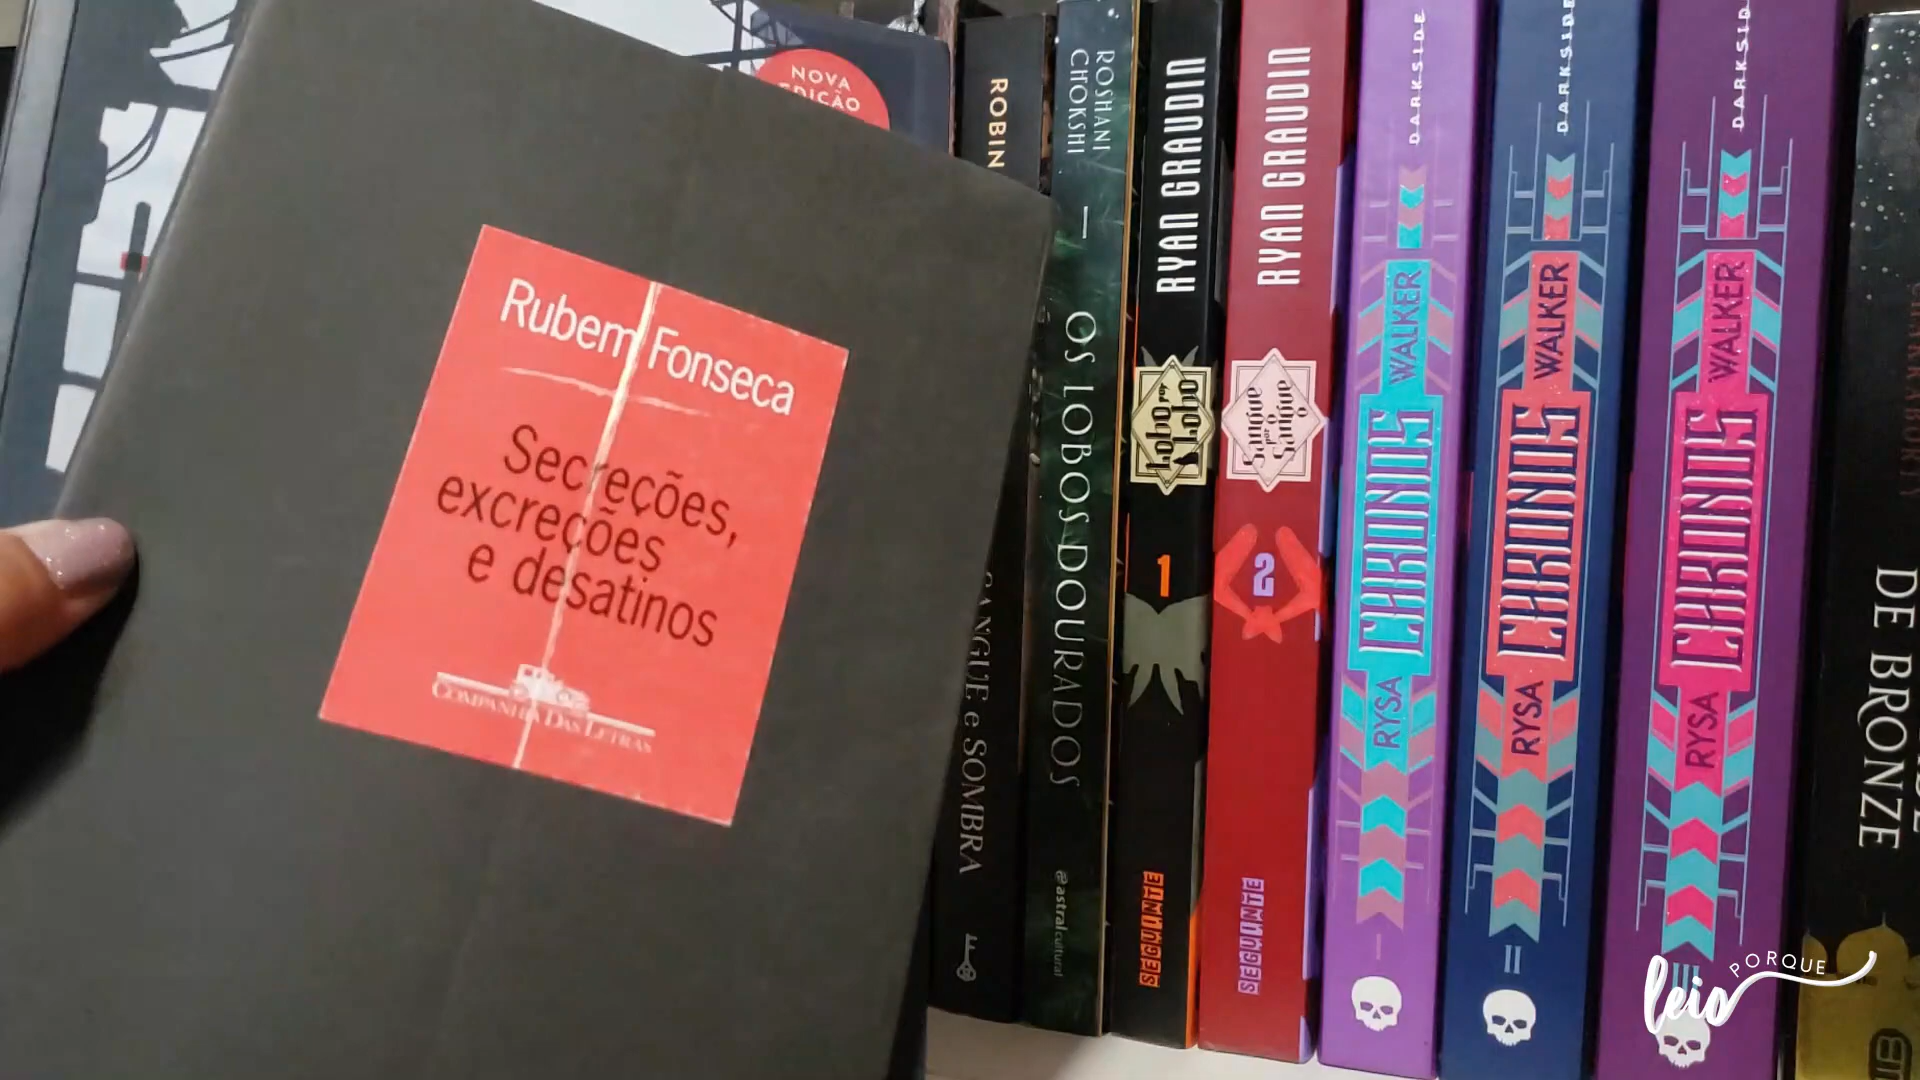 NOVA
EDIÇÃO
Rubem Fonseca
Secreções,
excreções
e desatinos
COMPANHIA DAS LETRAS
ROBIN
SANGUE e SOMBRA
ROSHANI
CHOKSHI
OS LOBOS DOURADOS
astral cultural
RYAN GRAUDIN
Lobo por
Lobo
1
SEGUINTE
RYAN GRAUDIN
Sangue
por
Sangue
2
SEGUINTE
DARKSIDE
RYSA WALKER
CHRONOS
I
DARKSIDE
RYSA WALKER
CHRONOS
II
DARKSIDE
RYSA WALKER
CHRONOS
III
DE BRONZE
leio
PORQUE